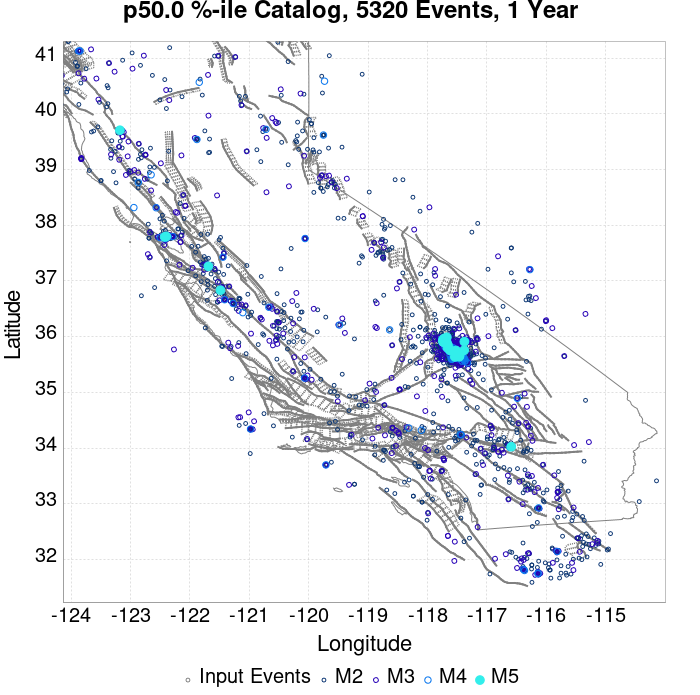 p50.0 %-ile Catalog, 5320 Events, 1 Year
41
40
39
38
37
36
35
34
33
32
Latitude
-124 -123 -122 -121 -120 -119 -118 -117 -116 -115
Longitude
Input Events M2 M3 M4 M5